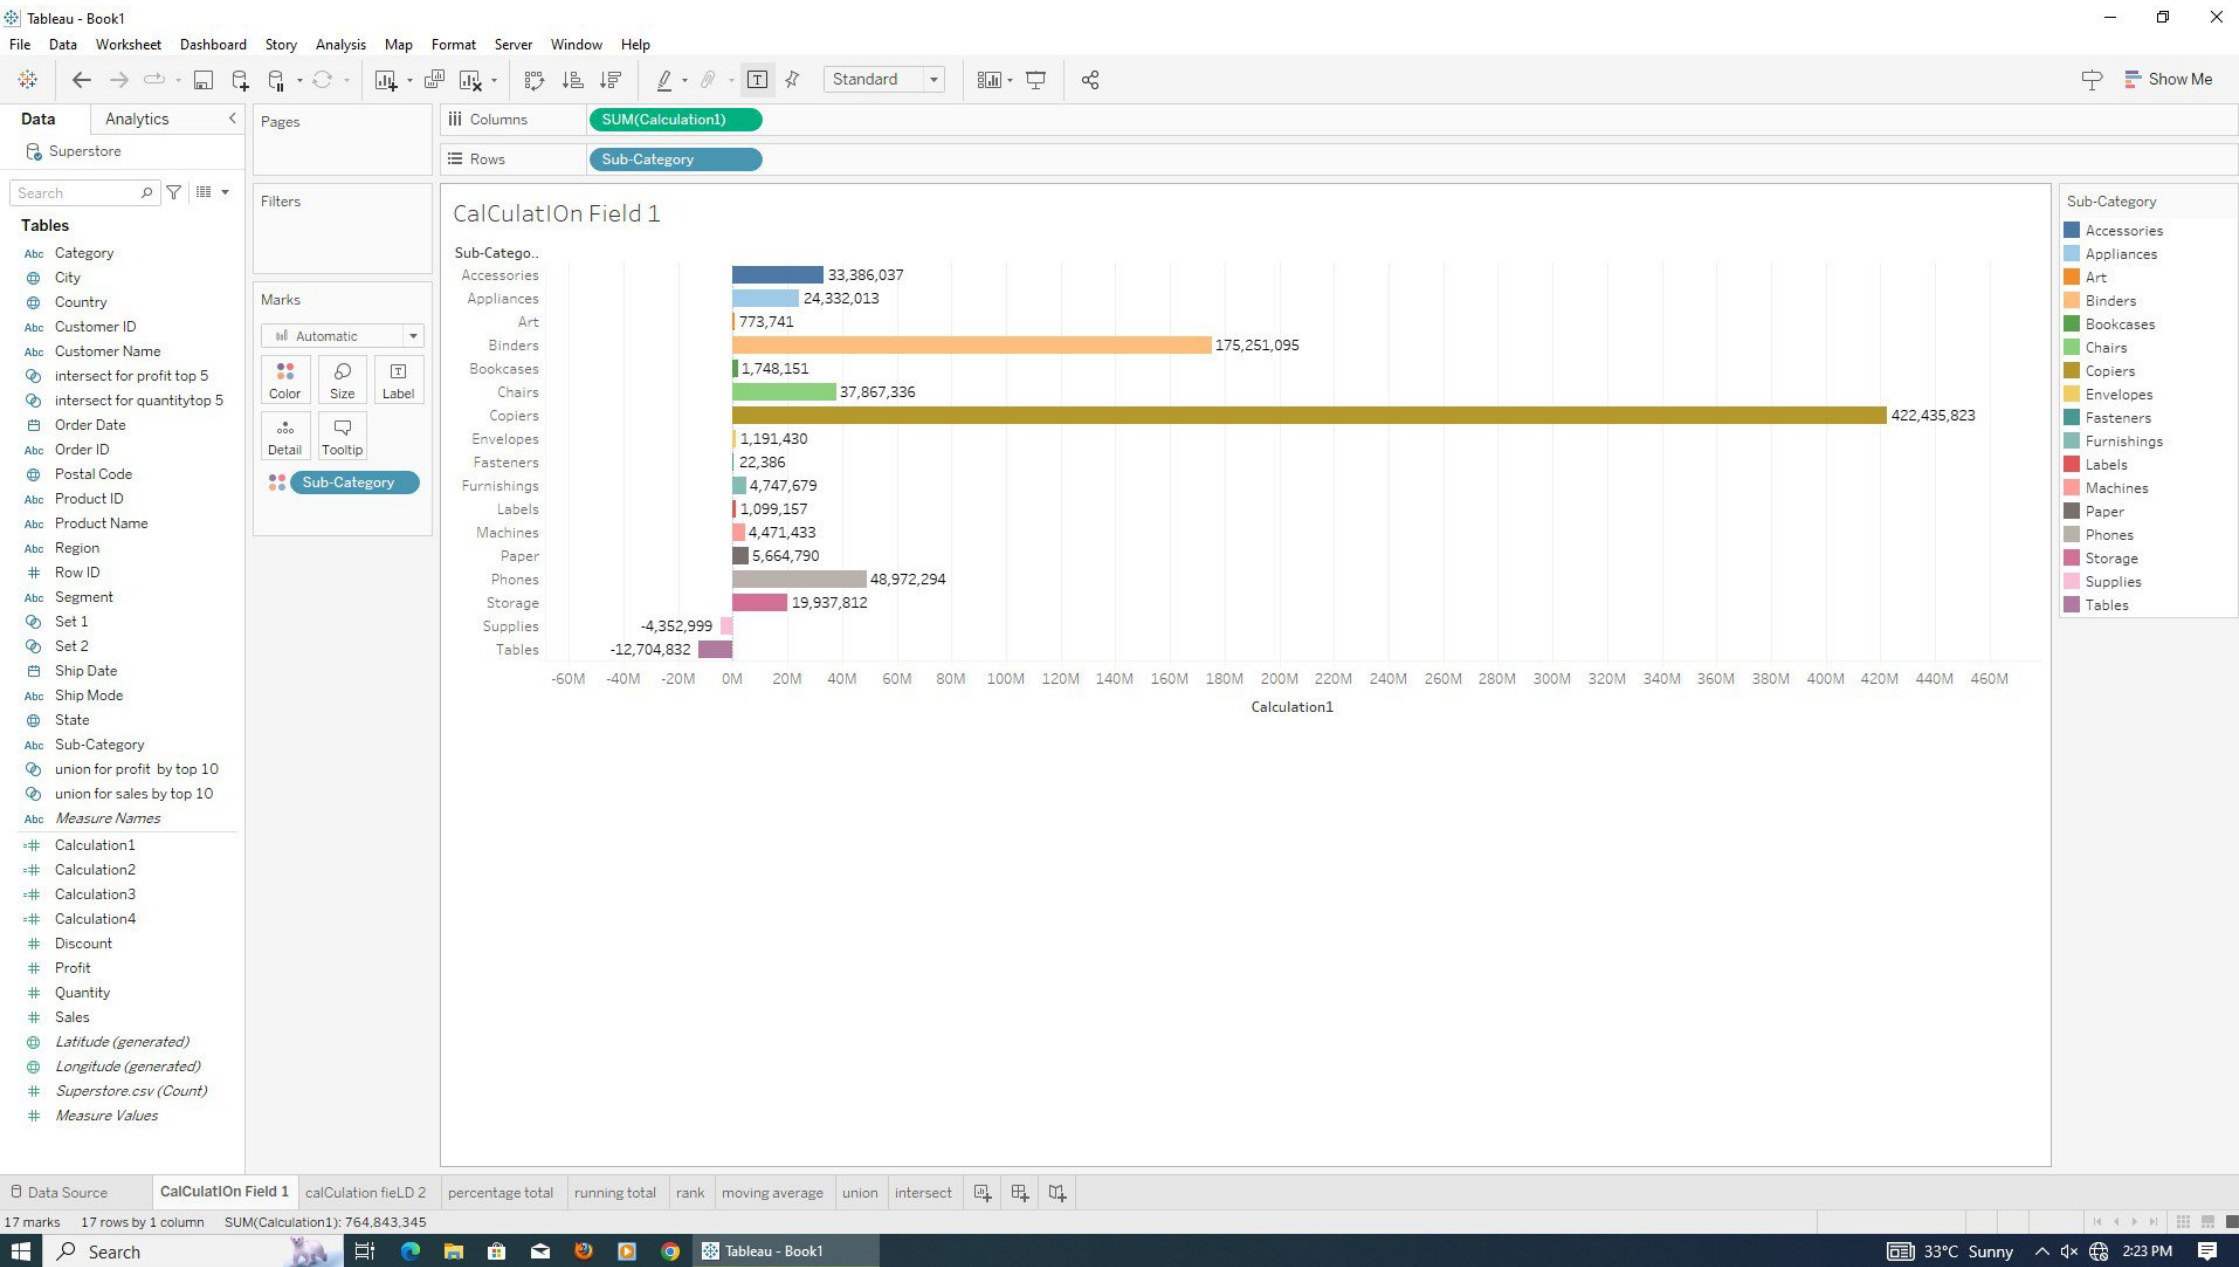 Tableau - Book1
File Data Worksheet Dashboard Story Analysis Map Format Server Window Help
Standard
Show Me
Data Analytics
Superstore
Search
Tables
Abc Category
City
Country
Abc Customer ID
Abc Customer Name
intersect for profit top 5
intersect for quantitytop 5
Order Date
Abc Order ID
Postal Code
Abc Product ID
Abc Product Name
Abc Region
# Row ID
Abc Segment
Set 1
Set 2
Ship Date
Abc Ship Mode
State
Abc Sub-Category
union for profit by top 10
union for sales by top 10
Abc Measure Names
=# Calculation1
=# Calculation2
=# Calculation3
=# Calculation4
# Discount
# Profit
# Quantity
# Sales
Latitude (generated)
Longitude (generated)
# Superstore.csv (Count)
# Measure Values
Pages
Filters
Marks
Automatic
Color Size Label
Detail Tooltip
Sub-Category
Columns SUM(Calculation1)
Rows Sub-Category
CalCulatIOn Field 1
Sub-Catego..
Accessories 33,386,037
Appliances 24,332,013
Art 773,741
Binders 175,251,095
Bookcases 1,748,151
Chairs 37,867,336
Copiers 422,435,823
Envelopes 1,191,430
Fasteners 22,386
Furnishings 4,747,679
Labels 1,099,157
Machines 4,471,433
Paper 5,664,790
Phones 48,972,294
Storage 19,937,812
Supplies -4,352,999
Tables -12,704,832
-60M -40M -20M 0M 20M 40M 60M 80M 100M 120M 140M 160M 180M 200M 220M 240M 260M 280M 300M 320M 340M 360M 380M 400M 420M 440M 460M
Calculation1
Sub-Category
Accessories
Appliances
Art
Binders
Bookcases
Chairs
Copiers
Envelopes
Fasteners
Furnishings
Labels
Machines
Paper
Phones
Storage
Supplies
Tables
Data Source CalCulatIOn Field 1 calCulation fieLD 2 percentage total running total rank moving average union intersect
17 marks 17 rows by 1 column SUM(Calculation1): 764,843,345
Search Tableau - Book1 33°C Sunny 2:23 PM